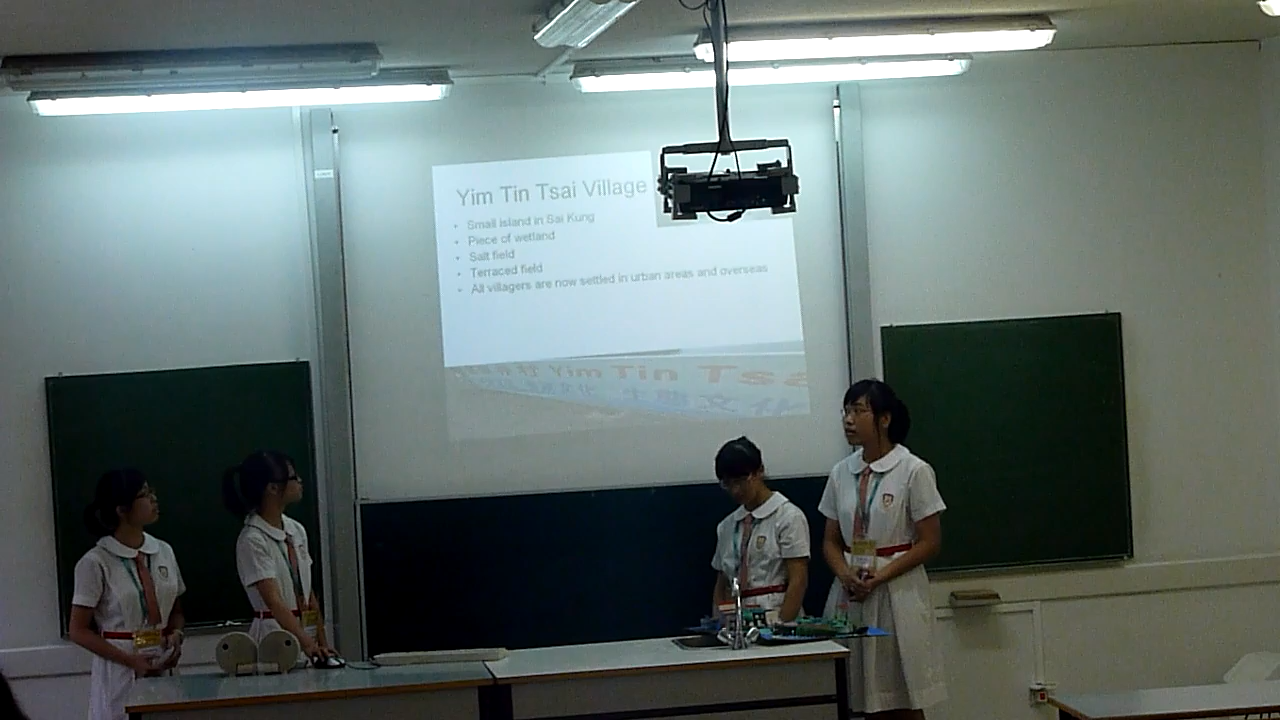 Yim Tin Tsai Village
• Small island in Sai Kung
• Piece of wetland
• Salt field
• Terraced field
• All villagers are now settled in urban areas and overseas
Yim Tin Tsa